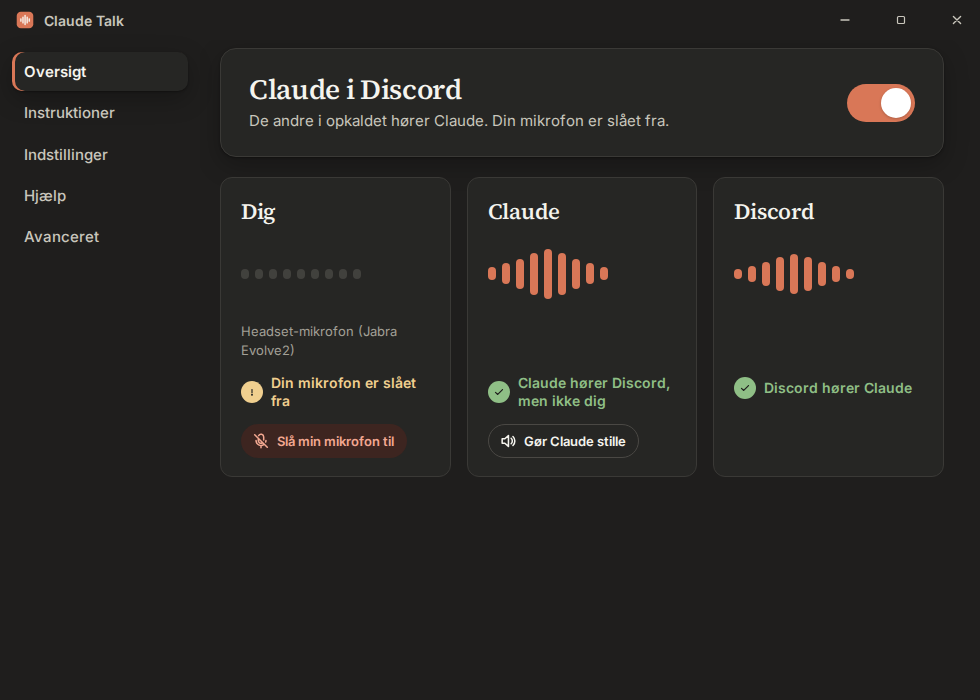 Claude Talk
Oversigt
Instruktioner
Indstillinger
Hjælp
Avanceret
Claude i Discord
De andre i opkaldet hører Claude. Din mikrofon er slået fra.
Dig
Headset-mikrofon (Jabra
Evolve2)
Din mikrofon er slået
fra
Slå min mikrofon til
Claude
Claude hører Discord,
men ikke dig
Gør Claude stille
Discord
Discord hører Claude